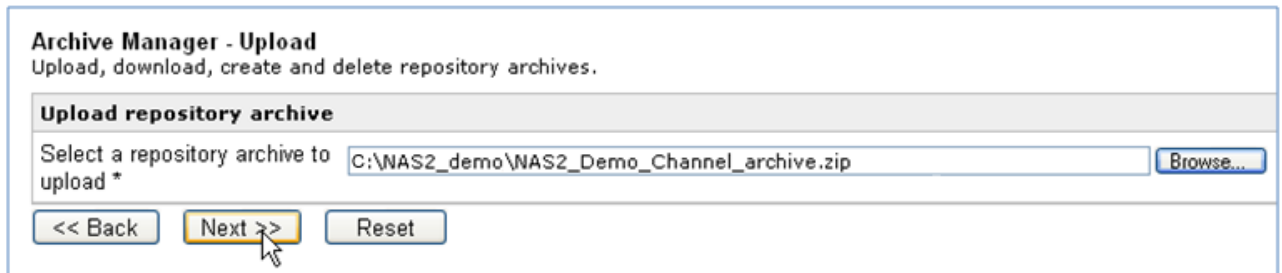 Archive Manager - Upload
Upload, download, create and delete repository archives.
Upload repository archive
Select a repository archive to
upload *
C:\NAS2_demo\NAS2_Demo_Channel_archive.zip
Browse...
<< Back
Next >>
Reset